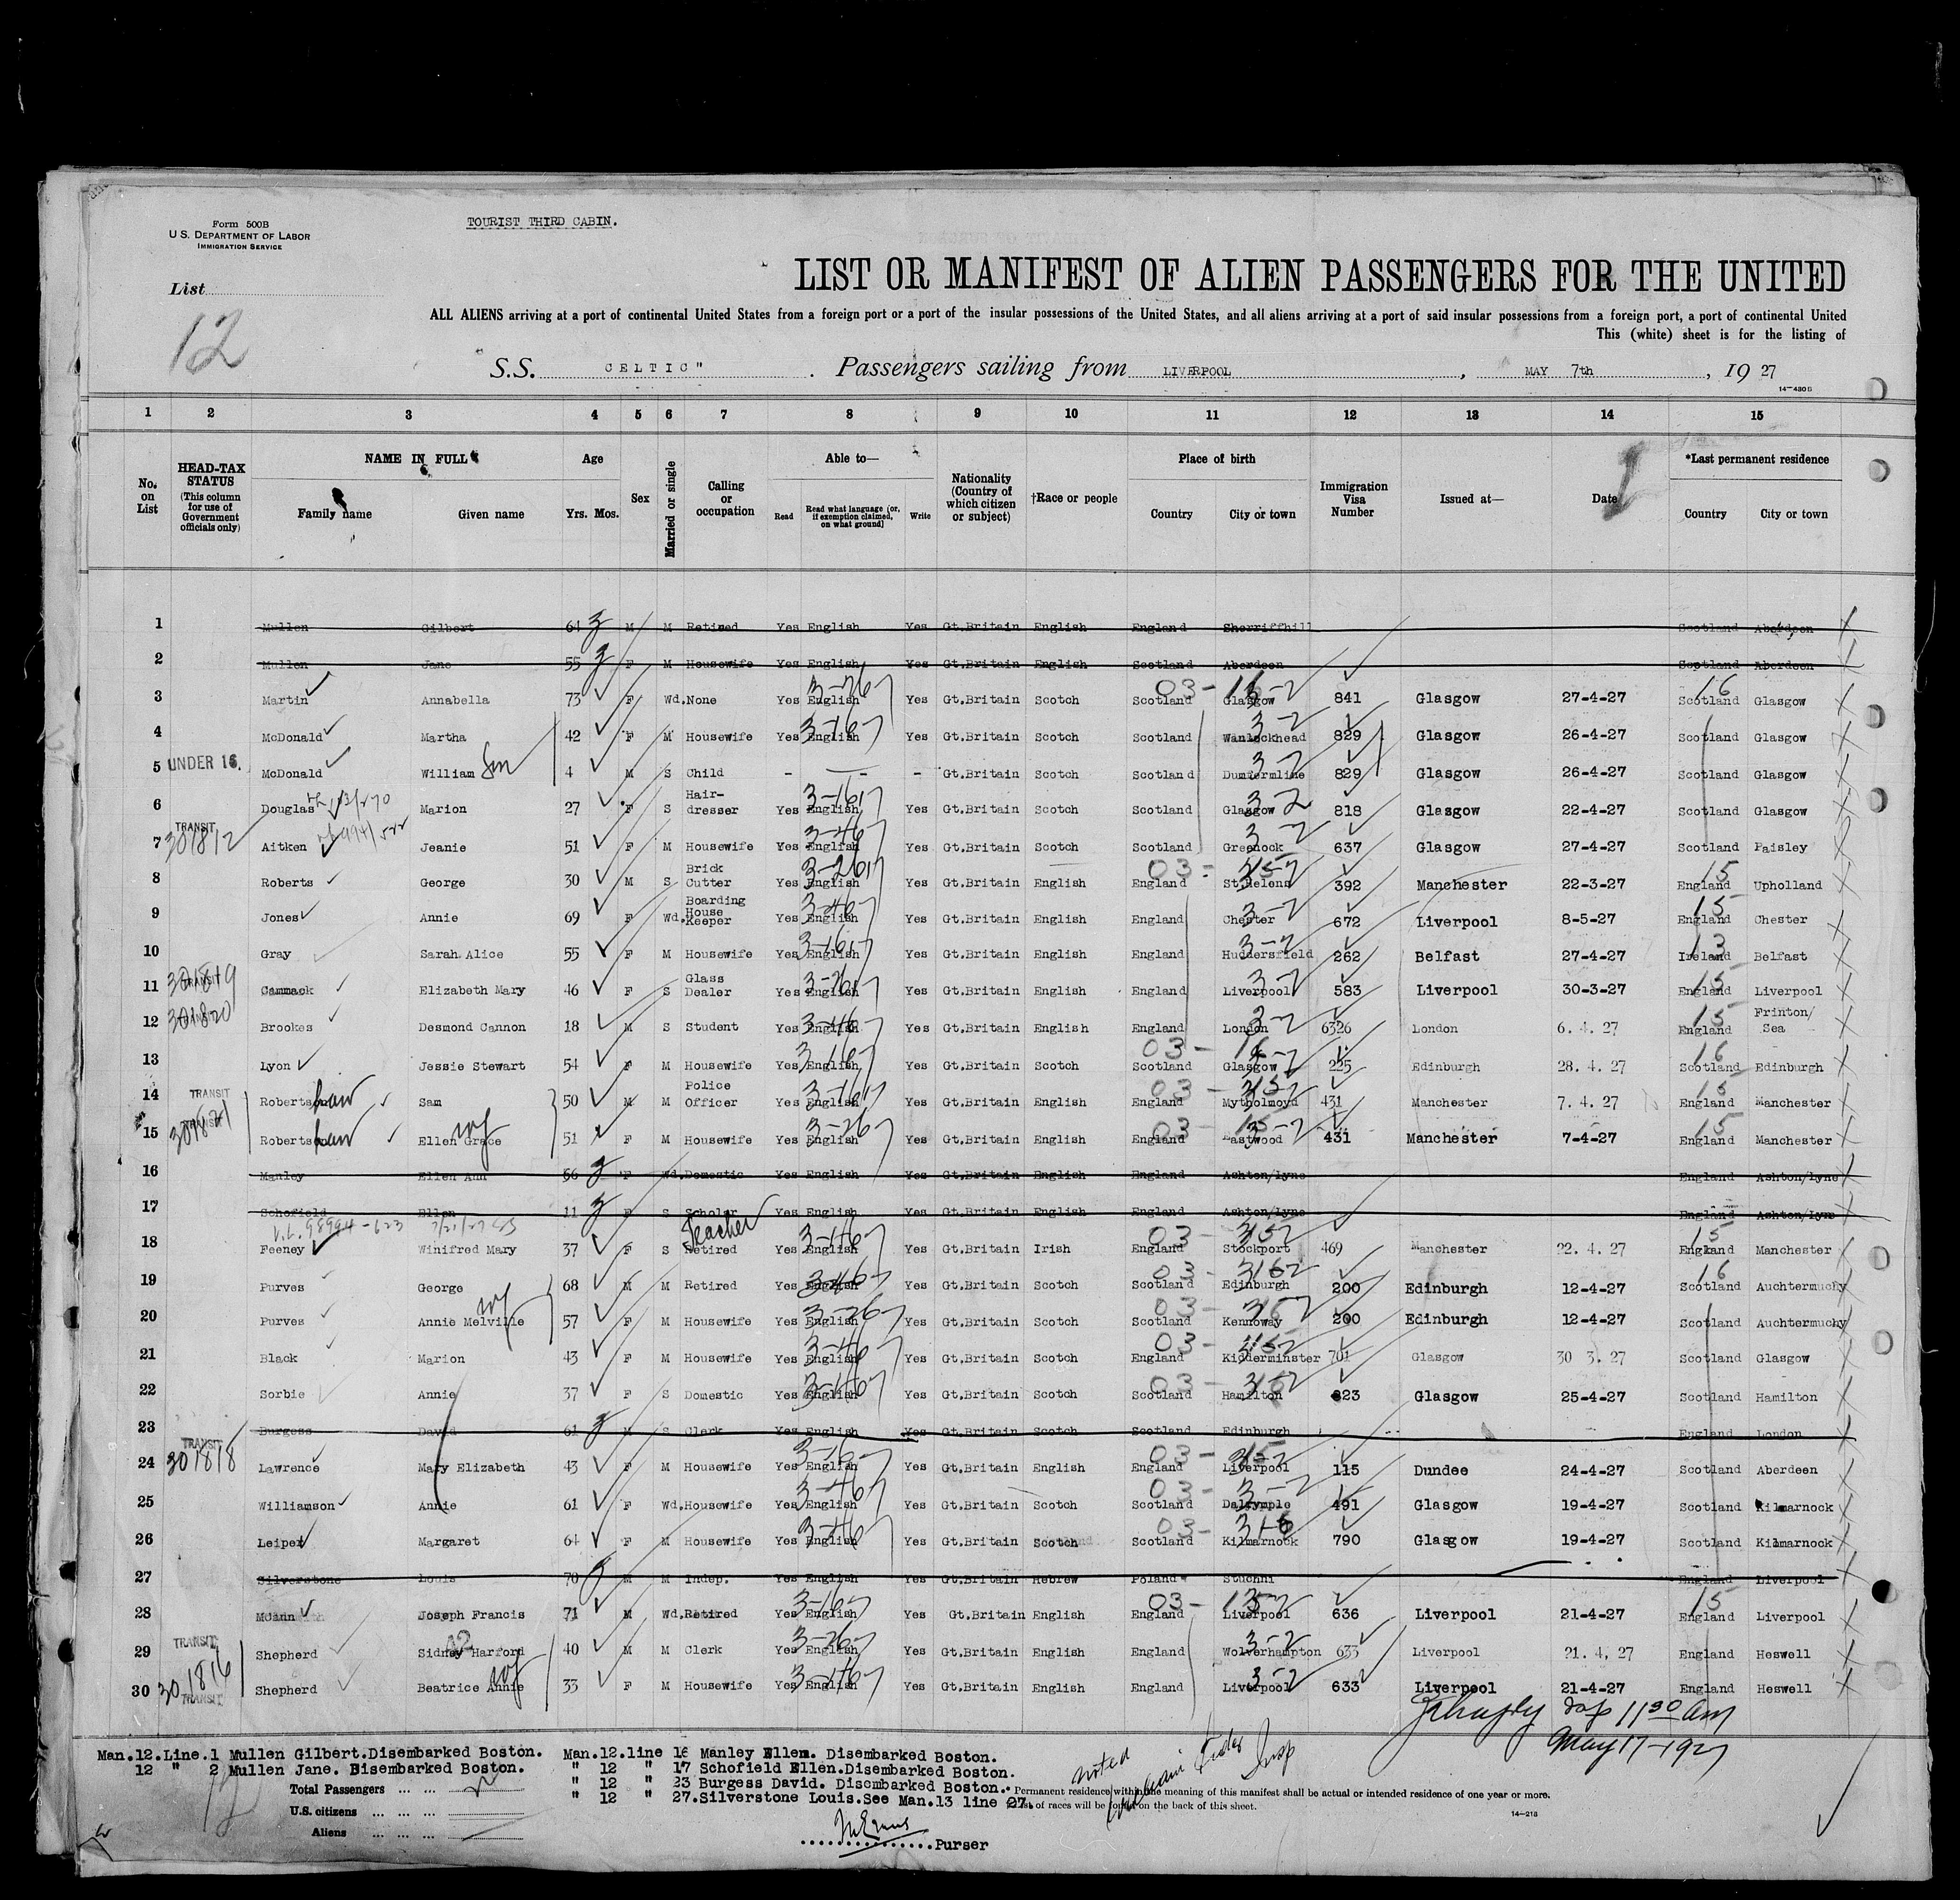 Form 500B
U.S. DEPARTMENT OF LABOR
IMMIGRATION SERVICE
TOURIST THIRD CABIN.
List
12
LIST OR MANIFEST OF ALIEN PASSENGERS FOR THE UNITED
ALL ALIENS arriving at a port of continental United States from a foreign port or a port of the insular possessions of the United States, and all aliens arriving at a port of said insular possessions from a foreign port, a port of continental United
This (white) sheet is for the listing of
S.S. "CELTIC" . Passengers sailing from LIVERPOOL , MAY 7th , 19 27
14-430B
1 2 3 4 5 6 7 8 9 10 11 12 13 14 15
No. on List
HEAD-TAX STATUS (This column for use of Government officials only)
NAME IN FULL Family name Given name
Age Yrs. Mos.
Sex
Married or single
Calling or occupation
Able to— Read Read what language (or, if exemption claimed, on what ground) Write
Nationality (Country of which citizen or subject)
†Race or people
Place of birth Country City or town
Immigration Visa Number
Issued at—
Date
*Last permanent residence Country City or town
1 Mullen Gilbert 64 M M Retired Yes English Yes Gt.Britain English England Sherriffhill Scotland Aberdeen
2 Mullen Jane 55 F M Housewife Yes English Yes Gt.Britain English Scotland Aberdeen Scotland Aberdeen
3 Martin Annabella 73 F Wd. None Yes English Yes Gt.Britain Scotch Scotland Glasgow 841 Glasgow 27-4-27 Scotland Glasgow
4 McDonald Martha 42 F M Housewife Yes English Yes Gt.Britain Scotch Scotland Wanlockhead 829 Glasgow 26-4-27 Scotland Glasgow
5 UNDER 16. McDonald William Son 4 M S Child - - - Gt.Britain Scotch Scotland Dumfermline 829 Glasgow 26-4-27 Scotland Glasgow
6 Douglas Marion 27 F S Hair-dresser Yes English Yes Gt.Britain Scotch Scotland Glasgow 818 Glasgow 22-4-27 Scotland Glasgow
7 TRANSIT 301812 Aitken Jeanie 51 F M Housewife Yes English Yes Gt.Britain Scotch Scotland Greenock 637 Glasgow 27-4-27 Scotland Paisley
8 Roberts George 30 M S Brick Cutter Yes English Yes Gt.Britain English England St.Helens 392 Manchester 22-3-27 England Upholland
9 Jones Annie 69 F Wd. Boarding House Keeper Yes English Yes Gt.Britain English England Chester 672 Liverpool 8-5-27 England Chester
10 Gray Sarah Alice 55 F M Housewife Yes English Yes Gt.Britain English England Huddersfield 262 Belfast 27-4-27 Ireland Belfast
11 TRANSIT 301819 Cammack Elizabeth Mary 46 F S Glass Dealer Yes English Yes Gt.Britain English England Liverpool 583 Liverpool 30-3-27 England Liverpool
12 TRANSIT 301820 Brookes Desmond Cannon 18 M S Student Yes English Yes Gt.Britain English England London 6326 London 6. 4. 27 England Frinton/Sea
13 Lyon Jessie Stewart 54 F M Housewife Yes English Yes Gt.Britain Scotch Scotland Glasgow 225 Edinburgh 28. 4. 27 Scotland Edinburgh
14 TRANSIT Robertshaw Sam 50 M M Police Officer Yes English Yes Gt.Britain English England Mytholmoyd 431 Manchester 7. 4. 27 England Manchester
15 TRANSIT 301821 Robertshaw Ellen Grace wf 51 F M Housewife Yes English Yes Gt.Britain English England Eastwood 431 Manchester 7-4-27 England Manchester
16 Manley Ellen Ann 66 F Wd. Domestic Yes English Yes Gt.Britain English England Ashton/Lyne England Ashton/Lyne
17 Schofield Ellen 11 F S Scholar Yes English Yes Gt.Britain English England Ashton/Lyne England Ashton/Lyne
18 Feeney Winifred Mary 37 F S Teacher Retired Yes English Yes Gt.Britain Irish England Stockport 469 Manchester 22. 4. 27 England Manchester
19 Purves George 68 M M Retired Yes English Yes Gt.Britain Scotch Scotland Edinburgh 200 Edinburgh 12-4-27 Scotland Auchtermuchy
20 Purves Annie Melville wf 57 F M Housewife Yes English Yes Gt.Britain Scotch Scotland Kennoway 200 Edinburgh 12-4-27 Scotland Auchtermuchy
21 Black Marion 43 F M Housewife Yes English Yes Gt.Britain Scotch England Kidderminster 701 Glasgow 30 3. 27 Scotland Glasgow
22 Sorbie Annie 37 F S Domestic Yes English Yes Gt.Britain Scotch Scotland Hamilton 823 Glasgow 25-4-27 Scotland Hamilton
23 Burgess David 61 M S Clerk Yes English Yes Gt.Britain Scotch Scotland Edinburgh England London
24 TRANSIT 301818 Lawrence Mary Elizabeth 43 F M Housewife Yes English Yes Gt.Britain English England Liverpool 115 Dundee 24-4-27 Scotland Aberdeen
25 Williamson Annie 61 F Wd. Housewife Yes English Yes Gt.Britain Scotch Scotland Dalrymple 491 Glasgow 19-4-27 Scotland Kilmarnock
26 Leiper Margaret 64 F M Housewife Yes English Yes Gt.Britain Scotch Scotland Kilmarnock 790 Glasgow 19-4-27 Scotland Kilmarnock
27 Silverstone Louis 70 M M Indep. Yes English Yes Gt.Britain Hebrew Poland Stuchni England Liverpool
28 McCann Joseph Francis 71 M Wd. Retired Yes English Yes Gt.Britain English England Liverpool 636 Liverpool 21-4-27 England Liverpool
29 TRANSIT Shepherd Sidney Harford 40 M M Clerk Yes English Yes Gt.Britain English England Wolverhampton 633 Liverpool 21. 4. 27 England Heswell
30 TRANSIT 301816 Shepherd Beatrice Annie wf 33 F M Housewife Yes English Yes Gt.Britain English England Liverpool 633 Liverpool 21-4-27 England Heswell
11 30 am
May 17-1927
Man.12.Line.1 Mullen Gilbert.Disembarked Boston.
12 " 2 Mullen Jane. Disembarked Boston.
Man.12.line 16 Manley Ellen. Disembarked Boston.
" 12 " 17 Schofield Ellen.Disembarked Boston.
" 12 " 23 Burgess David. Disembarked Boston.
" 12 " 27.Silverstone Louis.See Man.13 line 27.
Total Passengers ... ...
U.S. citizens ... ... ...
Aliens ... ... ...
noted
* Permanent residence within the meaning of this manifest shall be actual or intended residence of one year or more.
† List of races will be found on the back of this sheet.
14-218
Purser